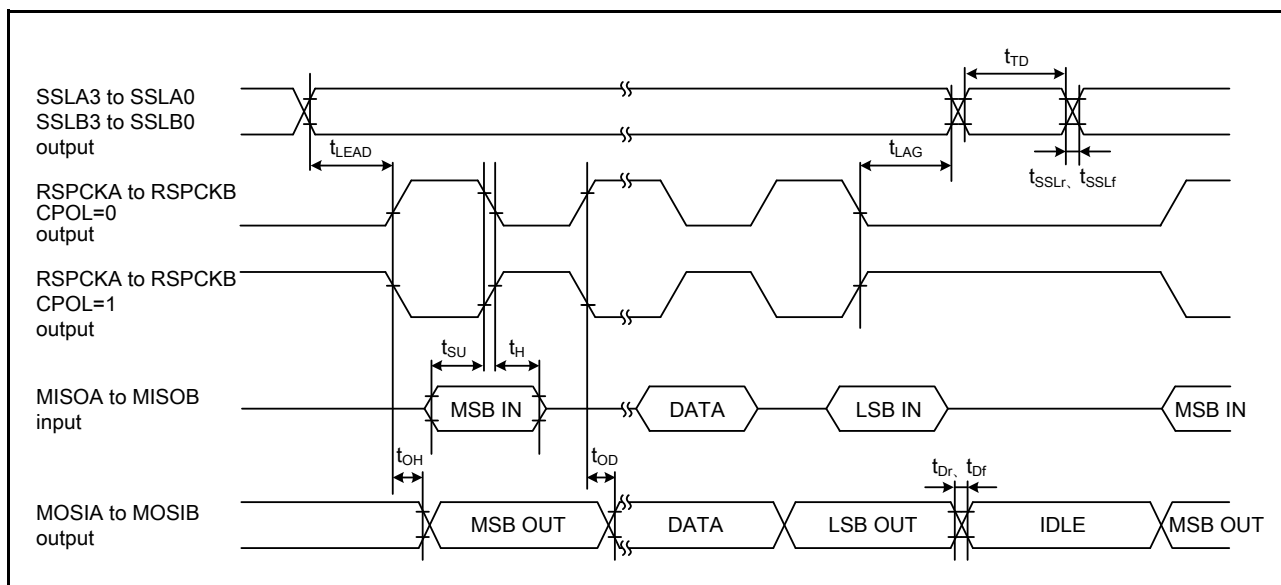 tTD
SSLA3 to SSLA0
SSLB3 to SSLB0
output
tLEAD
tLAG
tSSLr、tSSLf
RSPCKA to RSPCKB
CPOL=0
output
RSPCKA to RSPCKB
CPOL=1
output
tSU
tH
MISOA to MISOB
input
MSB IN
DATA
LSB IN
MSB IN
tOH
tOD
tDr、tDf
MOSIA to MOSIB
output
MSB OUT
DATA
LSB OUT
IDLE
MSB OUT